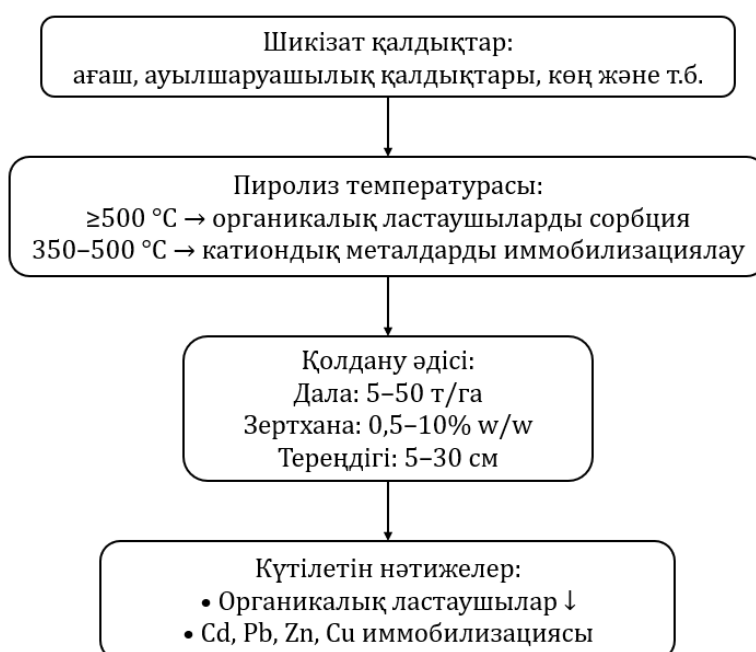 Шикізат қалдықтар:
ағаш, ауылшаруашылық қалдықтары, көң және т.б.
Пиролиз температурасы:
≥500 °C → органикалық ластаушыларды сорбция
350–500 °C → катиондық металдарды иммобилизациялау
Қолдану әдісі:
Дала: 5–50 т/га
Зертхана: 0,5–10% w/w
Тереңдігі: 5–30 см
Күтілетін нәтижелер:
• Органикалық ластаушылар ↓
• Cd, Pb, Zn, Cu иммобилизациясы